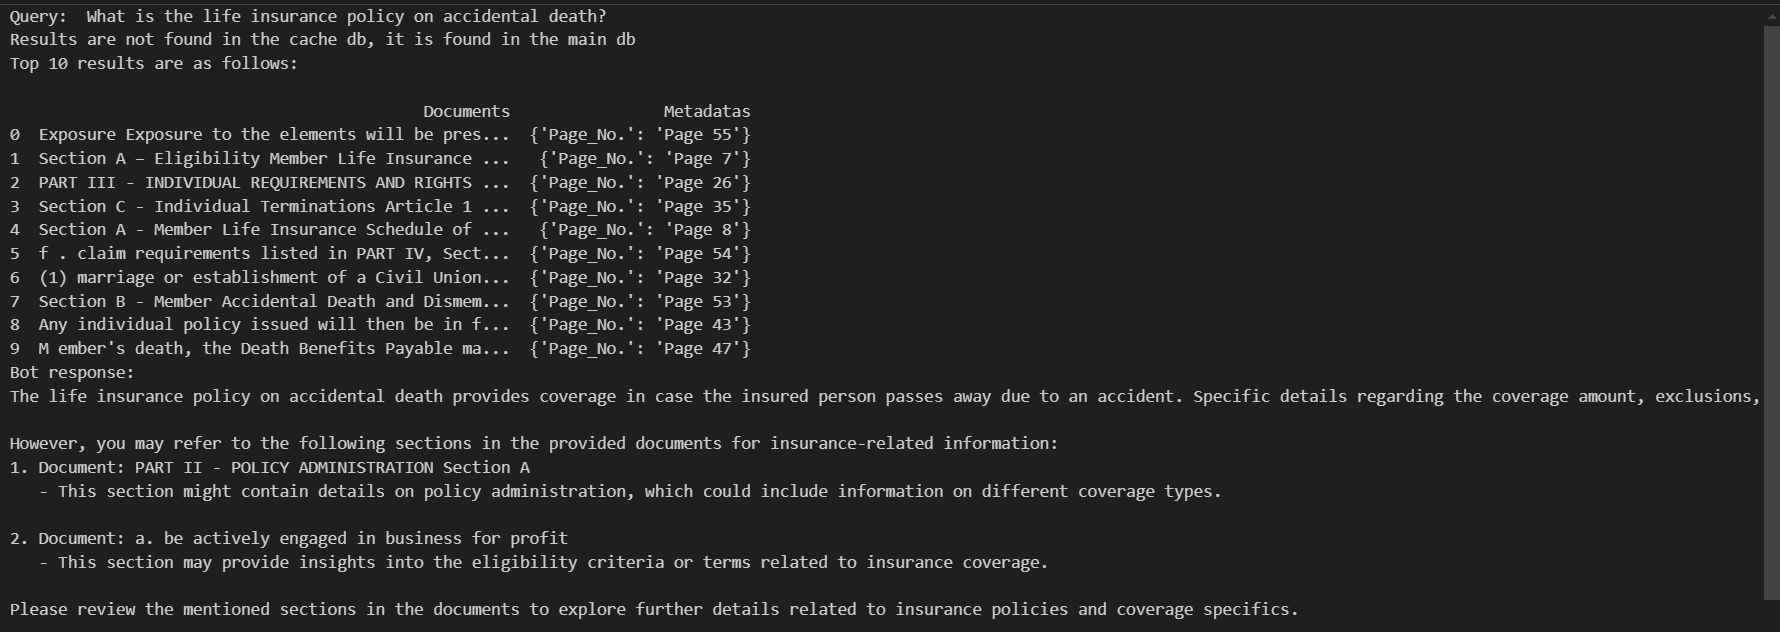 Query:  What is the life insurance policy on accidental death?
Results are not found in the cache db, it is found in the main db
Top 10 results are as follows:
Documents                Metadatas
0  Exposure Exposure to the elements will be pres...  {'Page_No.': 'Page 55'}
1  Section A – Eligibility Member Life Insurance ...   {'Page_No.': 'Page 7'}
2  PART III - INDIVIDUAL REQUIREMENTS AND RIGHTS ...  {'Page_No.': 'Page 26'}
3  Section C - Individual Terminations Article 1 ...  {'Page_No.': 'Page 35'}
4  Section A - Member Life Insurance Schedule of ...   {'Page_No.': 'Page 8'}
5  f . claim requirements listed in PART IV, Sect...  {'Page_No.': 'Page 54'}
6  (1) marriage or establishment of a Civil Union...  {'Page_No.': 'Page 32'}
7  Section B - Member Accidental Death and Dismem...  {'Page_No.': 'Page 53'}
8  Any individual policy issued will then be in f...  {'Page_No.': 'Page 43'}
9  M ember's death, the Death Benefits Payable ma...  {'Page_No.': 'Page 47'}
Bot response:
The life insurance policy on accidental death provides coverage in case the insured person passes away due to an accident. Specific details regarding the coverage amount, exclusions,
However, you may refer to the following sections in the provided documents for insurance-related information:
1. Document: PART II - POLICY ADMINISTRATION Section A
- This section might contain details on policy administration, which could include information on different coverage types.
2. Document: a. be actively engaged in business for profit
- This section may provide insights into the eligibility criteria or terms related to insurance coverage.
Please review the mentioned sections in the documents to explore further details related to insurance policies and coverage specifics.